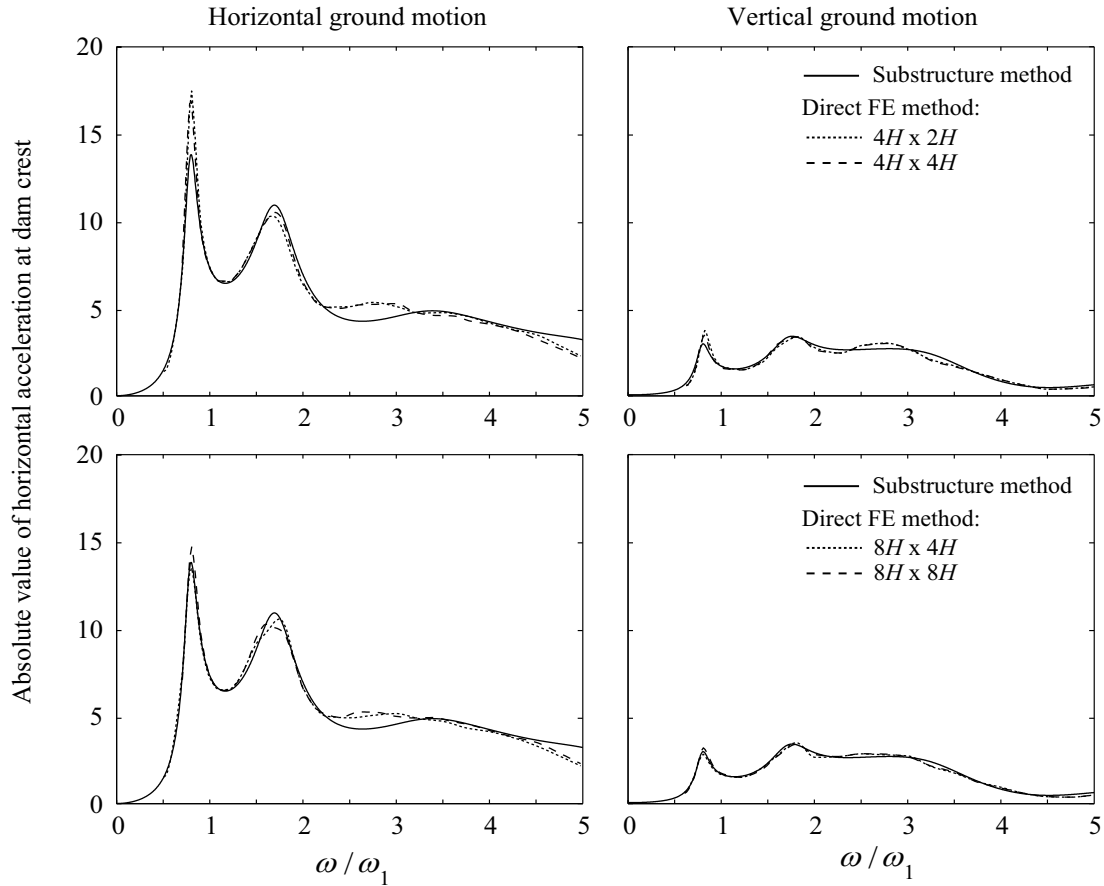 Horizontal ground motion
Vertical ground motion
Absolute value of horizontal acceleration at dam crest
20
15
10
5
0
0 1 2 3 4 5
Substructure method
Direct FE method:
4H x 2H
4H x 4H
0 1 2 3 4 5
20
15
10
5
0
0 1 2 3 4 5
ω / ω₁
Substructure method
Direct FE method:
8H x 4H
8H x 8H
0 1 2 3 4 5
ω / ω₁